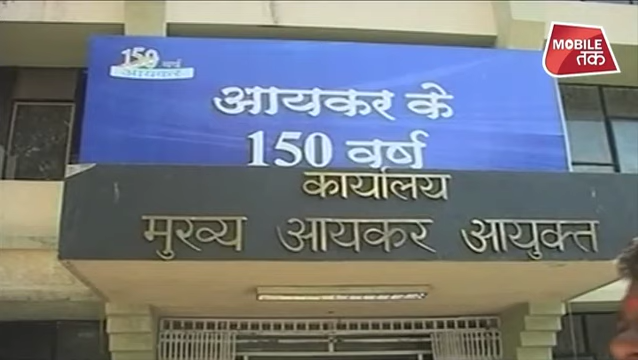 MOBILE
तक
150 वर्ष
आयकर
आयकर के
150 वर्ष
कार्यालय
मुख्य आयकर आयुक्त